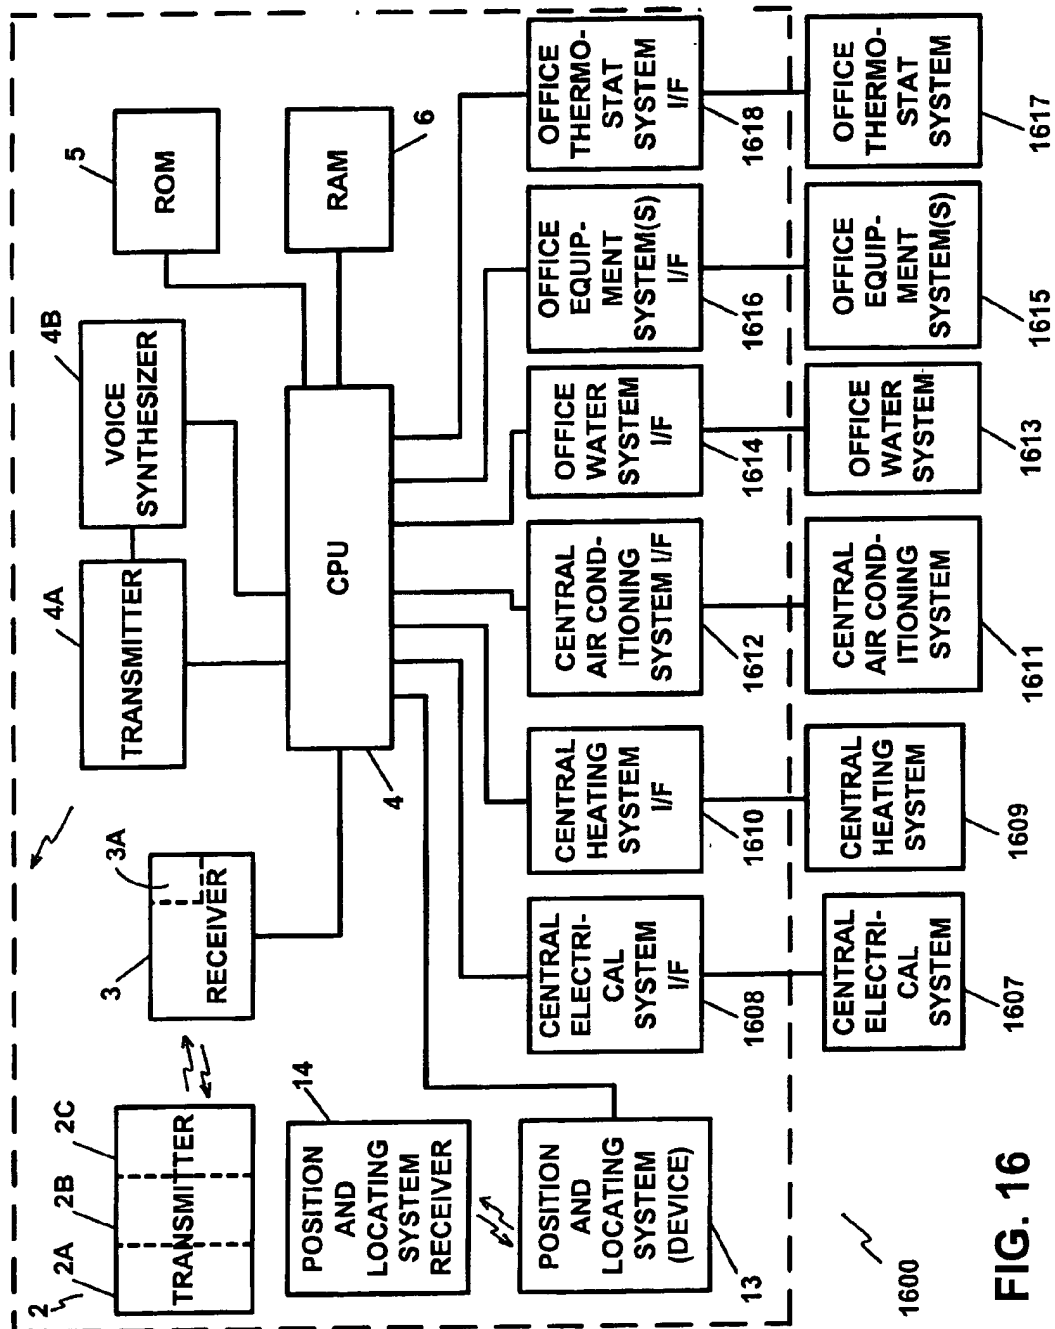 2
2A
2B
2C
TRANSMITTER
3
3A
RECEIVER
4A
TRANSMITTER
4B
VOICE
SYNTHESIZER
5
ROM
14
POSITION
AND
LOCATING
SYSTEM
RECEIVER
CPU
4
RAM
6
POSITION AND
LOCATING
SYSTEM
(DEVICE)
13
CENTRAL
ELECTRI-
CAL
SYSTEM
I/F
1608
CENTRAL
HEATING
SYSTEM
I/F
1610
CENTRAL
AIR COND-
ITIONING
SYSTEM I/F
1612
OFFICE
WATER
SYSTEM
I/F
1614
OFFICE
EQUIP-
MENT
SYSTEM(S)
I/F
1616
OFFICE
THERMO-
STAT
SYSTEM
I/F
1618
CENTRAL
ELECTRI-
CAL
SYSTEM
1607
CENTRAL
HEATING
SYSTEM
1609
CENTRAL
AIR COND-
ITIONING
SYSTEM
1611
OFFICE
WATER
SYSTEM
1613
OFFICE
EQUIP-
MENT
SYSTEM(S)
1615
OFFICE
THERMO-
STAT
SYSTEM
1617
1600
FIG. 16